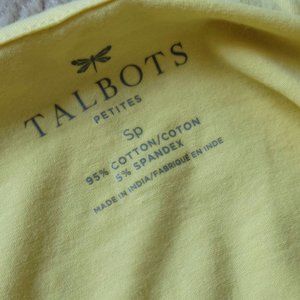 TALBOTS
PETITES
Sp
95% COTTON/COTON
5% SPANDEX
MADE IN INDIA/FABRIQUÉ EN INDE